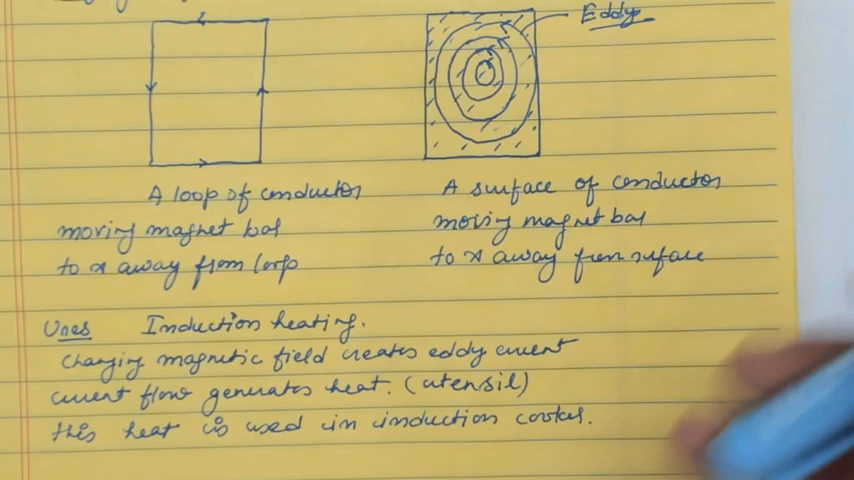 Eddy
A loop of conductor
moving magnet bar
to x away from loop
A surface of conductor
moving magnet bar
to x away from surface
Uses Induction heating.
changing magnetic field creates eddy current
current flow generates heat. (utensil)
this heat is used in induction cooker.